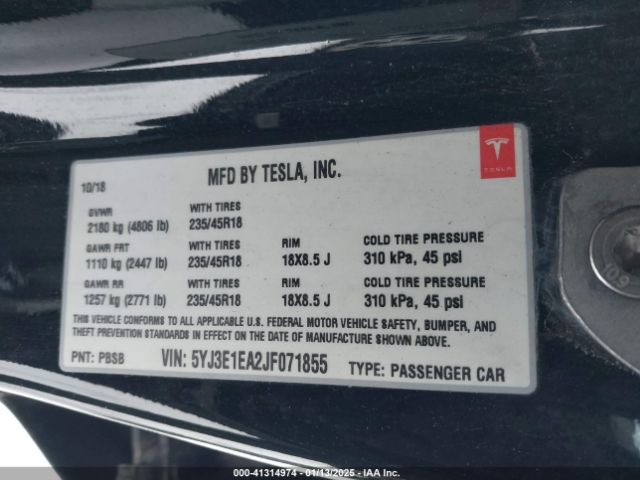 10/18
MFD BY TESLA, INC.
TESLA
GVWR
WITH TIRES
2180 kg (4806 lb)
235/45R18
GAWR FRT
WITH TIRES
RIM
COLD TIRE PRESSURE
1110 kg (2447 lb)
235/45R18
18X8.5 J
310 kPa, 45 psi
GAWR RR
WITH TIRES
RIM
COLD TIRE PRESSURE
1257 kg (2771 lb)
235/45R18
18X8.5 J
310 kPa, 45 psi
THIS VEHICLE CONFORMS TO ALL APPLICABLE U.S. FEDERAL MOTOR VEHICLE SAFETY, BUMPER, AND
THEFT PREVENTION STANDARDS IN EFFECT ON THE DATE OF MANUFACTURE SHOWN ABOVE.
PNT: PBSB
VIN: 5YJ3E1EA2JF071855
TYPE: PASSENGER CAR
000-41314974 - 01/13/2025 - IAA Inc.